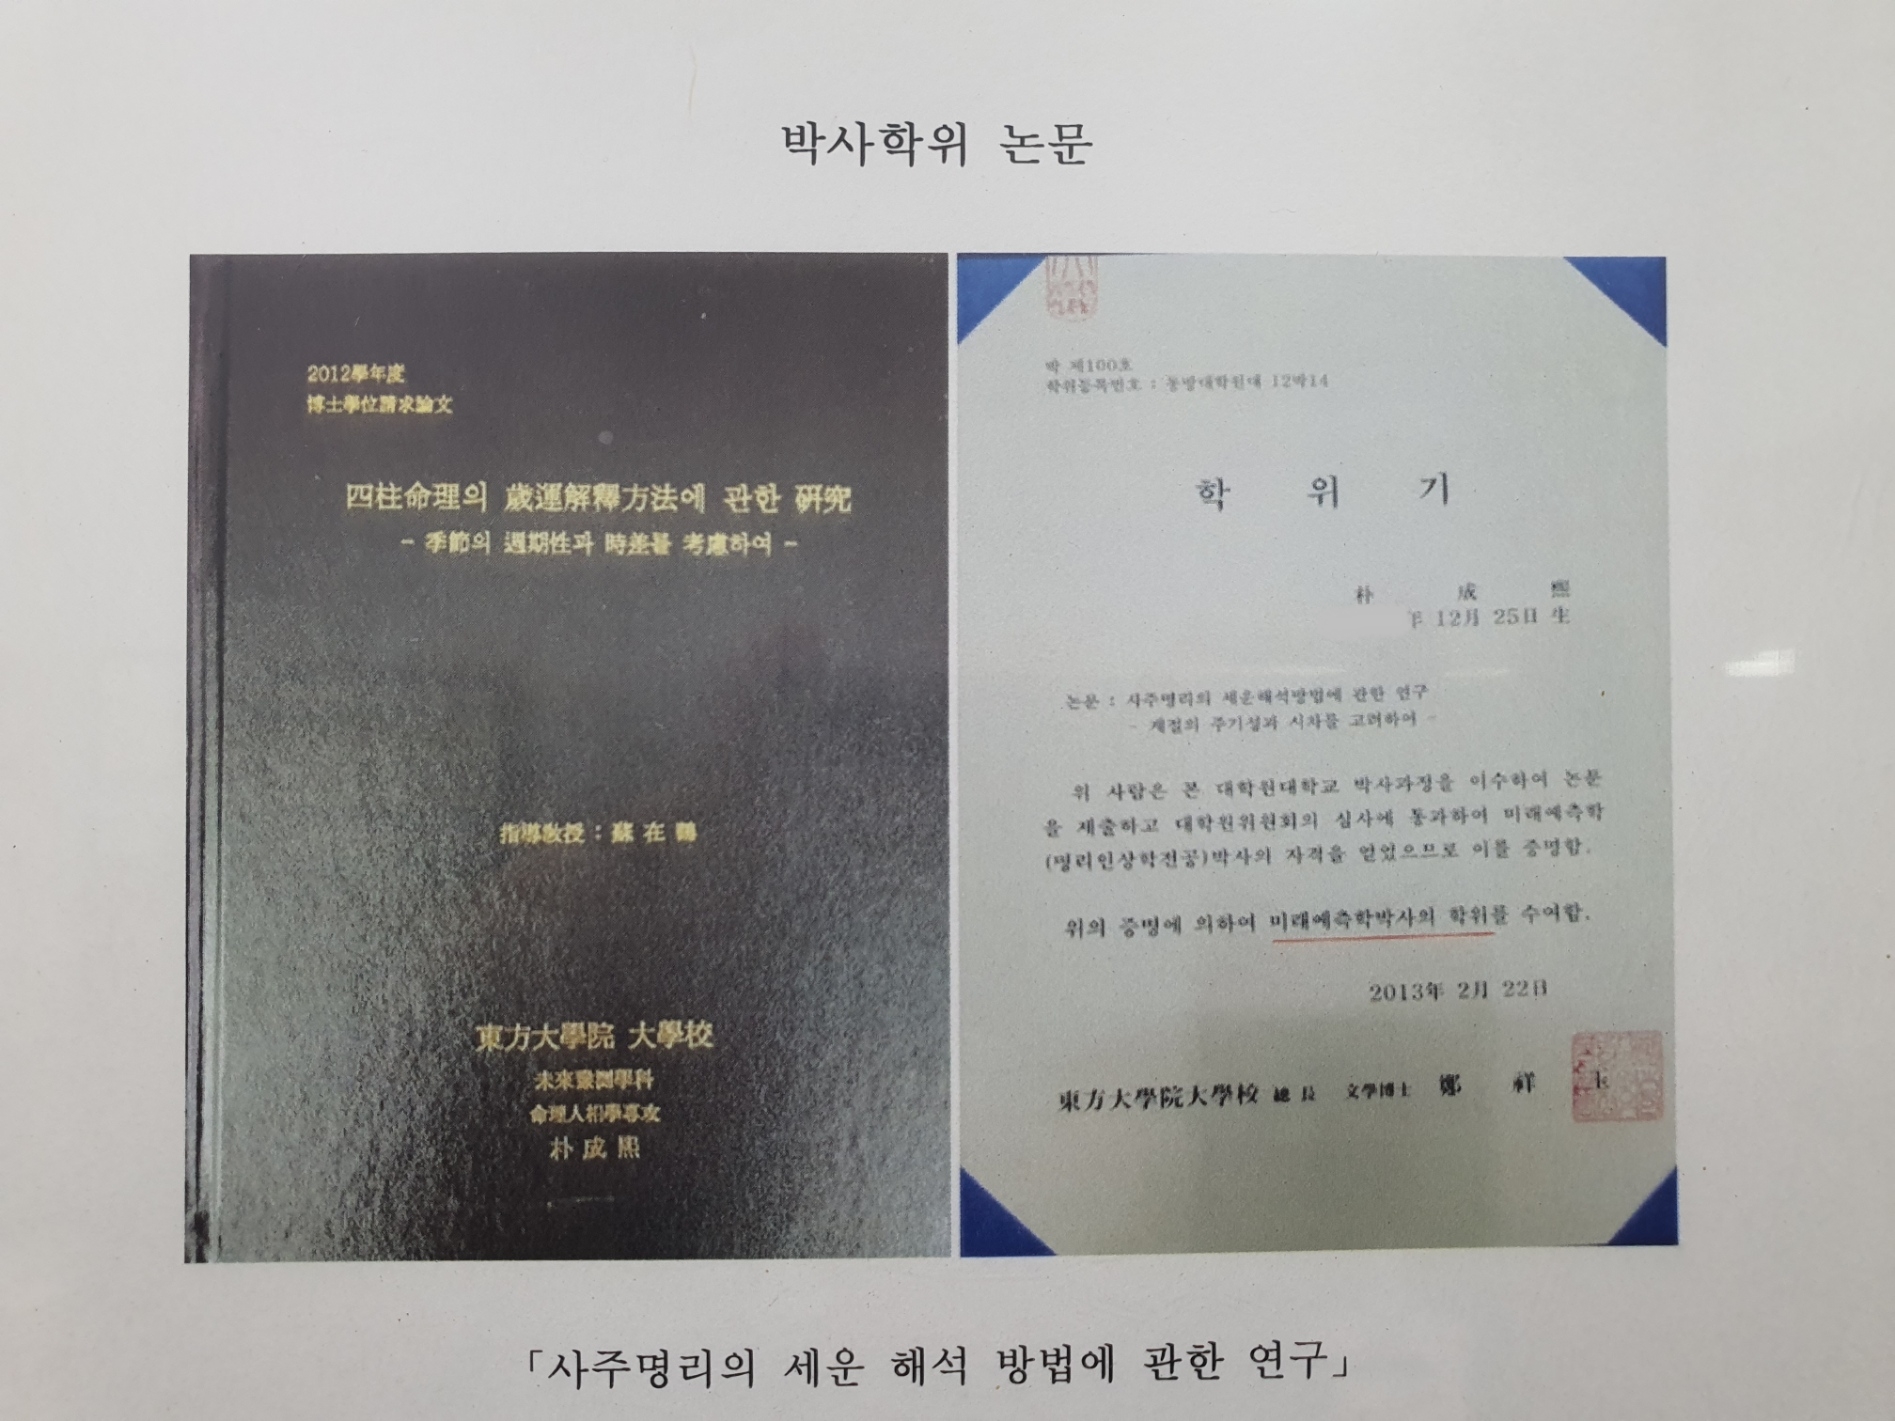 박사학위 논문
2012學年度
博士學位請求論文
四柱命理의 歲運解釋方法에 관한 硏究
- 季節의 週期性과 時差를 考慮하여 -
指導敎授 : 蘇 在 鶴
東方大學院 大學校
未來豫測學科
命理人相學專攻
朴 成 熙
박 제100호
학위등록번호 : 동방대학원대 12박14
학 위 기
朴 成 熙
年 12月 25日 生
논문 : 사주명리의 세운해석방법에 관한 연구
- 계절의 주기성과 시차를 고려하여 -
위 사람은 본 대학원대학교 박사과정을 이수하여 논문
을 제출하고 대학원위원회의 심사에 통과하여 미래예측학
(명리인상학전공)박사의 자격을 얻었으므로 이를 증명함.
위의 증명에 의하여 미래예측학박사의 학위를 수여함.
2013年 2月 22日
東方大學院大學校 總 長 文學博士 鄭 祥 玉
「사주명리의 세운 해석 방법에 관한 연구」